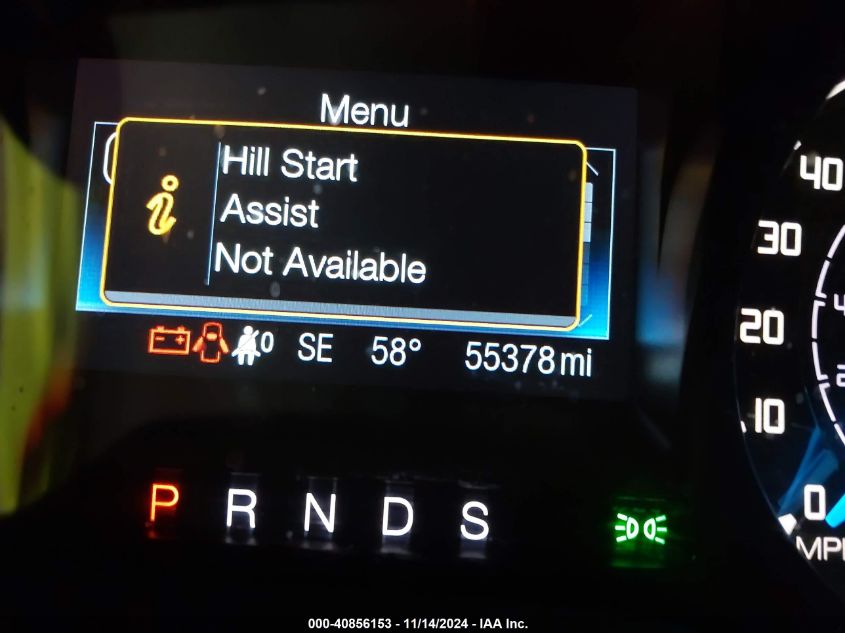 Menu
Hill Start
Assist
Not Available
0 SE 58° 55378 mi
P R N D S
40
30
20
10
0
000-40856153 - 11/14/2024 - IAA Inc.